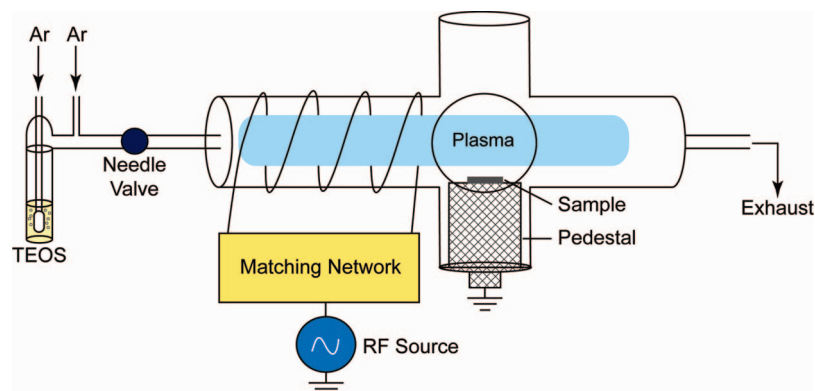 Ar
Ar
Needle
Valve
TEOS
Plasma
Sample
Pedestal
Exhaust
Matching Network
RF Source